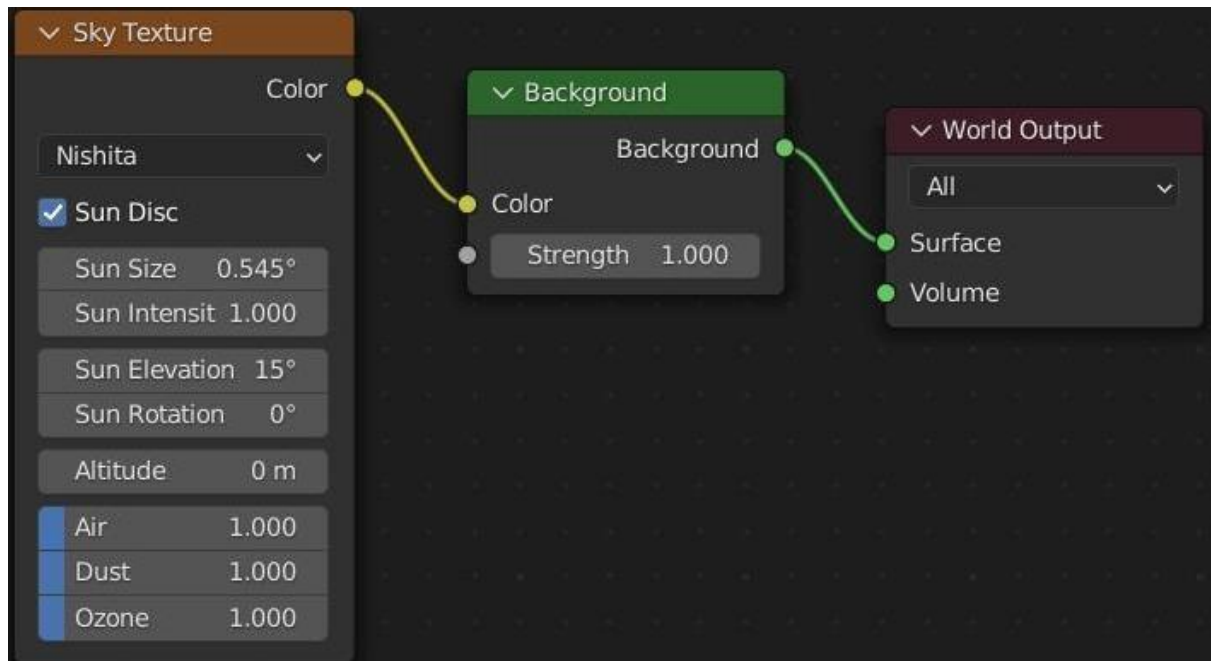 Sky Texture
Color
Nishita
Sun Disc
Sun Size 0.545°
Sun Intensit 1.000
Sun Elevation 15°
Sun Rotation 0°
Altitude 0 m
Air 1.000
Dust 1.000
Ozone 1.000
Background
Background
Color
Strength 1.000
World Output
All
Surface
Volume